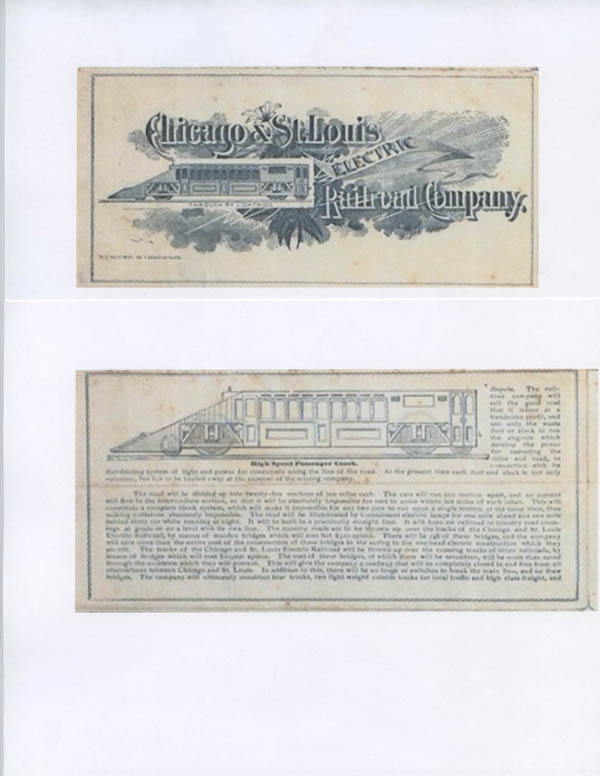 Chicago & St. Louis
ELECTRIC
THROUGH BY LIGHTNING.
Railroad Company.
dispute. The rail-
road company will
sell the good coal
that it mines at a
handsome profit, and
use only the waste
dust or slack to run
the engines which
develop the power
for operating the
coins and road, in
connection with its
High Speed Passenger Coach.
distributing system of light and power for consumers along the line of the road. At the present time such dust and slack is not only
valueless, but has to be hauled away at the expense of the mining company.
The road will be divided up into twenty-five sections of ten miles each. The cars will run one section apart, and no current
will flow to the intermediate section, so that it will be absolutely impossible for cars to come within ten miles of each other. This will
constitute a complete block system, which will make it impossible for any two cars to run upon a single section at the same time, thus
making collisions absolutely impossible. The road will be illuminated by incandescent electric lamps for one mile ahead and one mile
behind every car while running at night. It will be built in a practically straight line. It will have no railroad or country road cross-
ings at grade or on a level with its own line. The country roads are to be thrown up over the tracks of the Chicago and St. Louis
Electric Railroad, by means of wooden bridges which will cost but each. There will be of these bridges, and the company
will save more than the entire cost of the construction of these bridges in the saving in the overhead electric construction which they
permit. The tracks of the Chicago and St. Louis Electric Railroad will be thrown up over the crossing tracks of other railroads, by
means of bridges which will cost apiece. The cost of these bridges, of which there will be seventeen, will be more than saved
through the accidents which they will prevent. This will give the company a roadway that will be completely closed in and free from all
obstructions between Chicago and St. Louis. In addition to this, there will be no frogs or switches to break the main line, and no draw
bridges. The company will ultimately construct four tracks, two light weight outside tracks for local traffic and high class freight, and